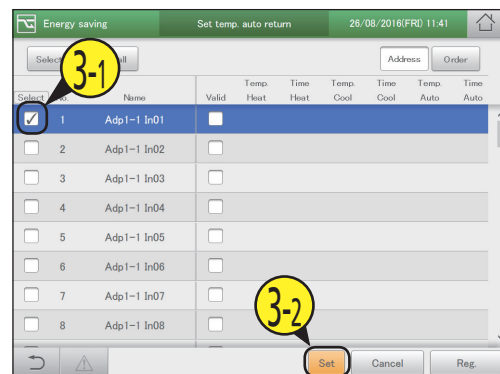 Energy saving Set temp. auto return 26/08/2016(FRI) 11:41
Sele all Address Order
3-1
Temp. Time Temp. Time Temp. Time
Select No. Name Valid Heat Heat Cool Cool Auto Auto
1 Adp1-1 In01
2 Adp1-1 In02
3 Adp1-1 In03
4 Adp1-1 In04
5 Adp1-1 In05
6 Adp1-1 In06
7 Adp1-1 In07
8 Adp1-1 In08
3-2
Set Cancel Reg.